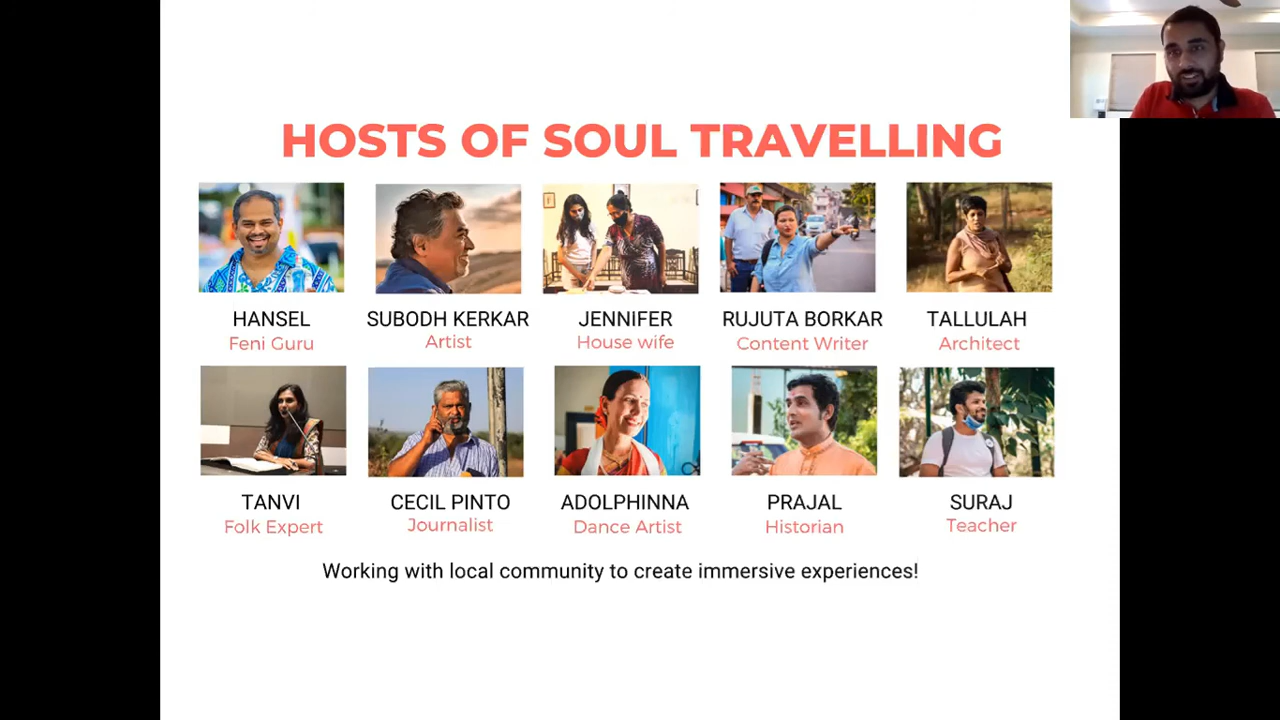 HOSTS OF SOUL TRAVELLING
HANSEL
Feni Guru
SUBODH KERKAR
Artist
JENNIFER
House wife
RUJUTA BORKAR
Content Writer
TALLULAH
Architect
TANVI
Folk Expert
CECIL PINTO
Journalist
ADOLPHINNA
Dance Artist
PRAJAL
Historian
SURAJ
Teacher
Working with local community to create immersive experiences!